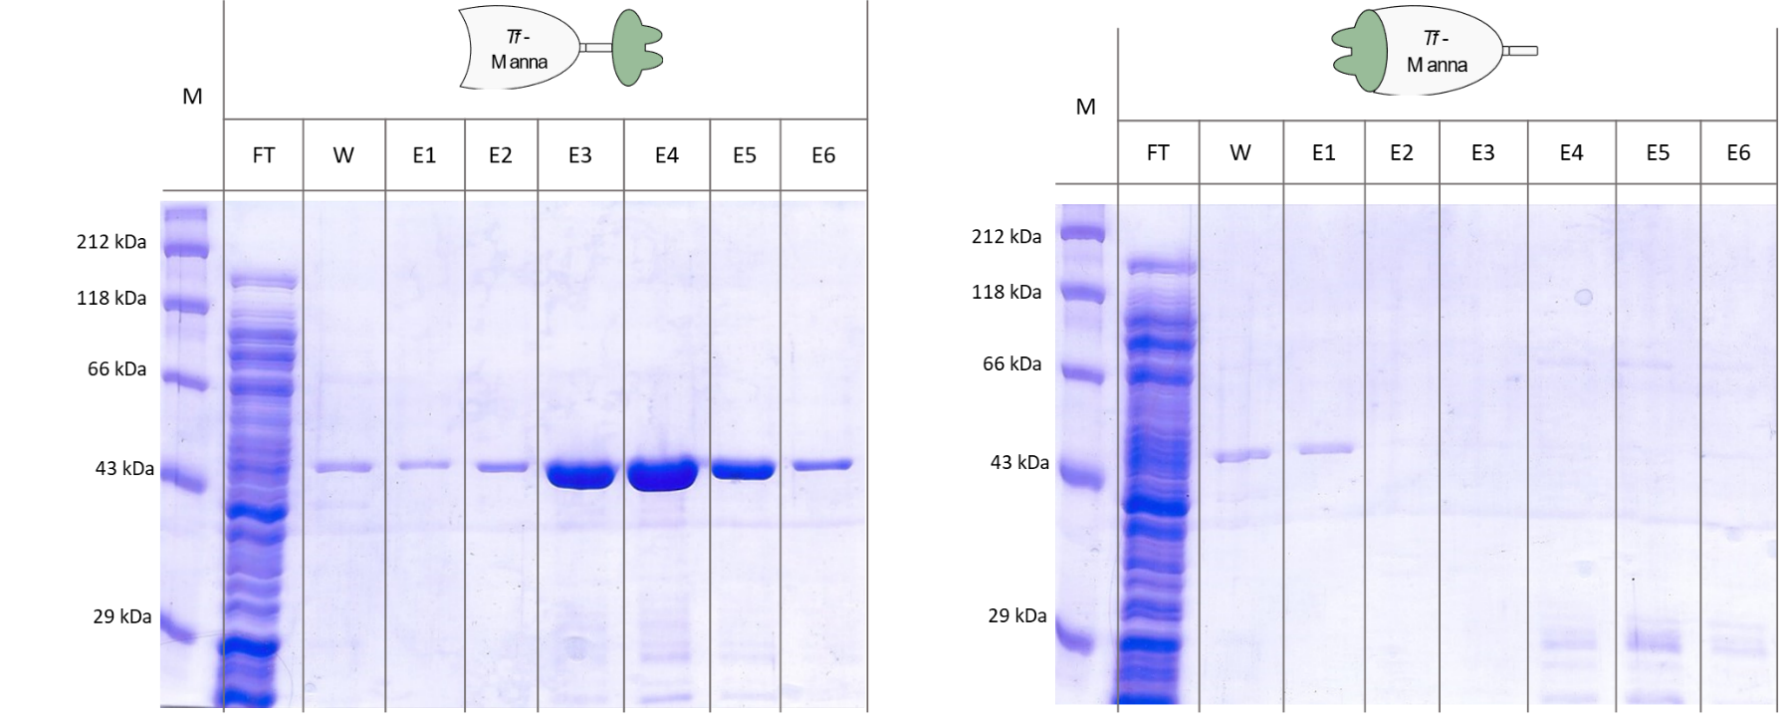 Tf-
Manna
M
FT W E1 E2 E3 E4 E5 E6
212 kDa
118 kDa
66 kDa
43 kDa
29 kDa
Tf-
Manna
M
FT W E1 E2 E3 E4 E5 E6
212 kDa
118 kDa
66 kDa
43 kDa
29 kDa